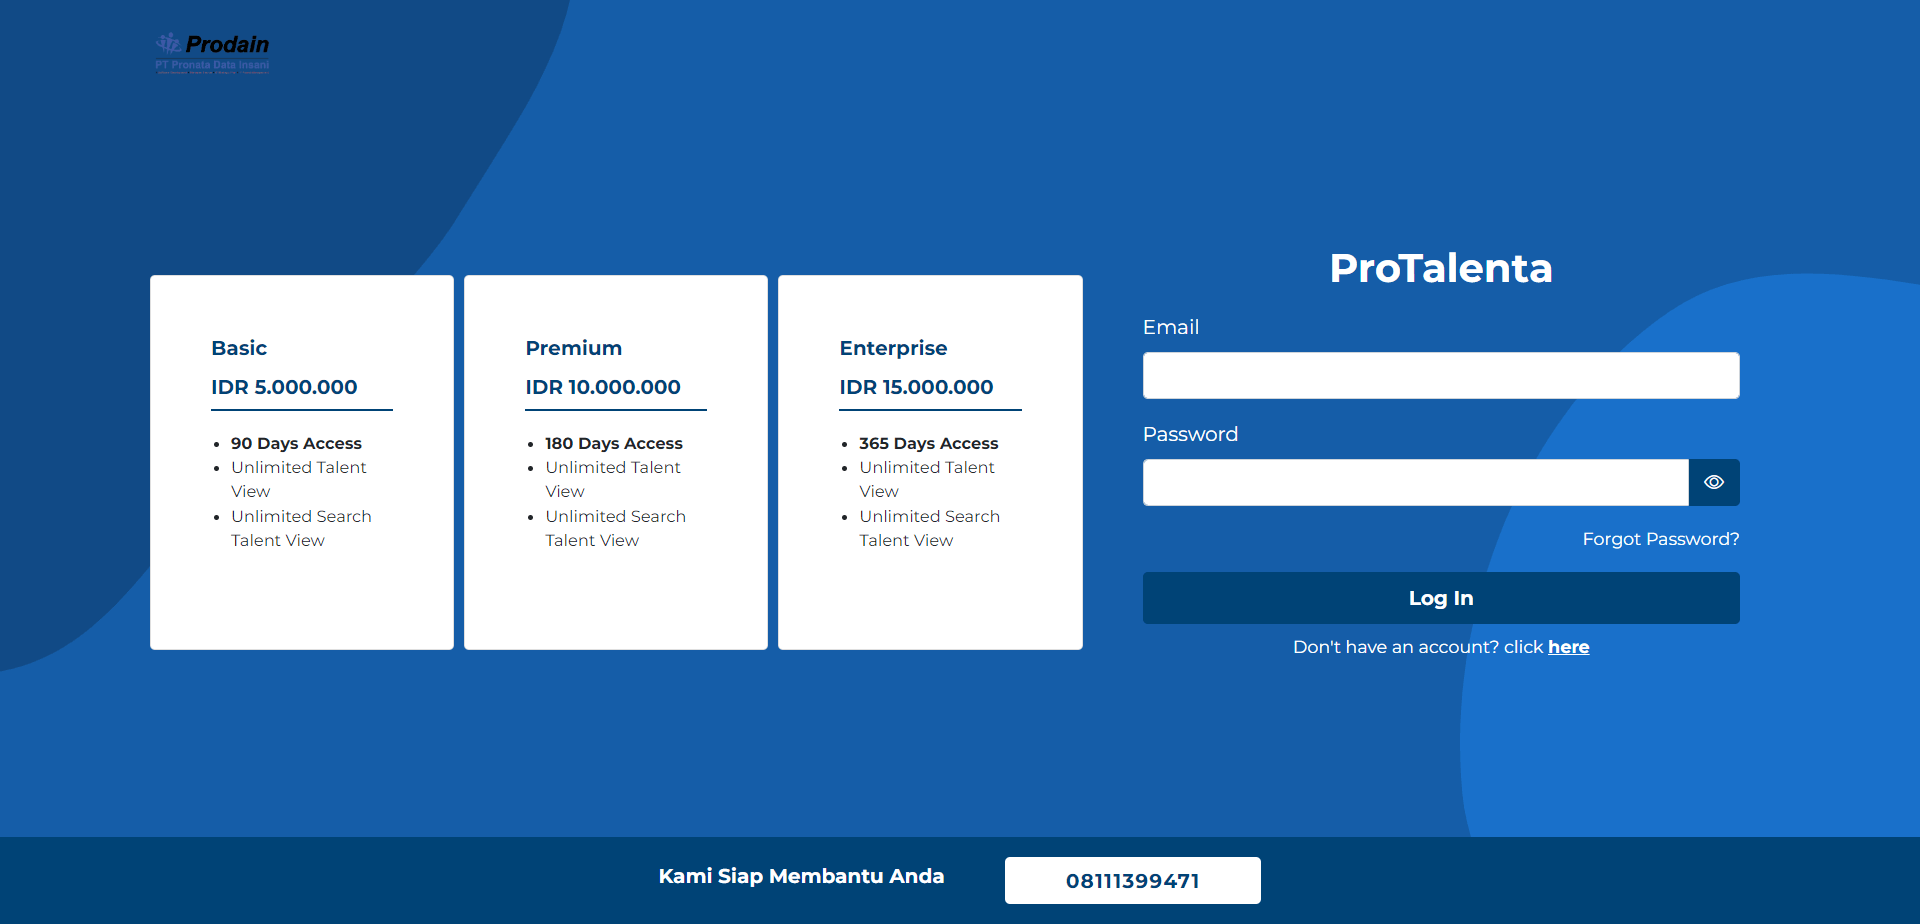 Prodain
PT Pronata Data Insani
Basic
IDR 5.000.000
90 Days Access
Unlimited Talent
View
Unlimited Search
Talent View
Premium
IDR 10.000.000
180 Days Access
Unlimited Talent
View
Unlimited Search
Talent View
Enterprise
IDR 15.000.000
365 Days Access
Unlimited Talent
View
Unlimited Search
Talent View
ProTalenta
Email
Password
Forgot Password?
Log In
Don't have an account? click here
Kami Siap Membantu Anda
08111399471